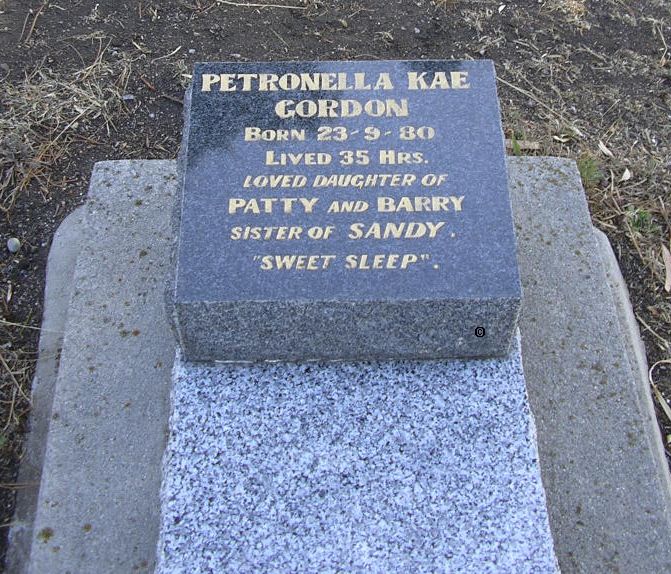 PETRONELLA KAE
GORDON
BORN 23-9-80
LIVED 35 HRS.
LOVED DAUGHTER OF
PATTY AND BARRY
SISTER OF SANDY.
"SWEET SLEEP".
©